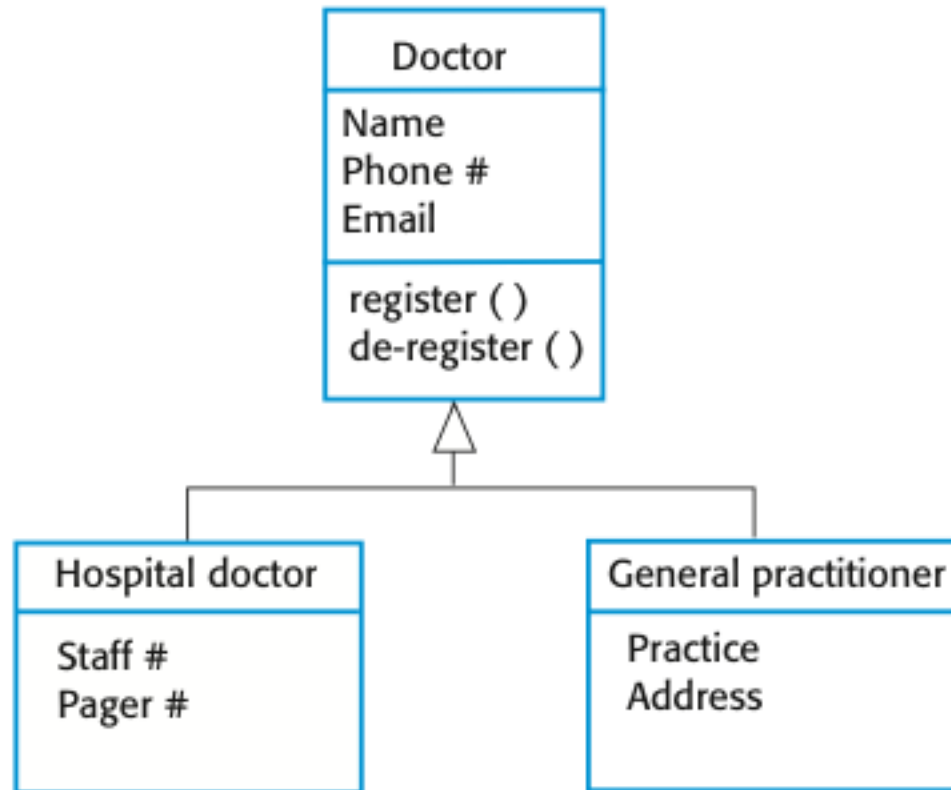 Doctor
Name
Phone #
Email
register ( )
de-register ( )
Hospital doctor
Staff #
Pager #
General practitioner
Practice
Address